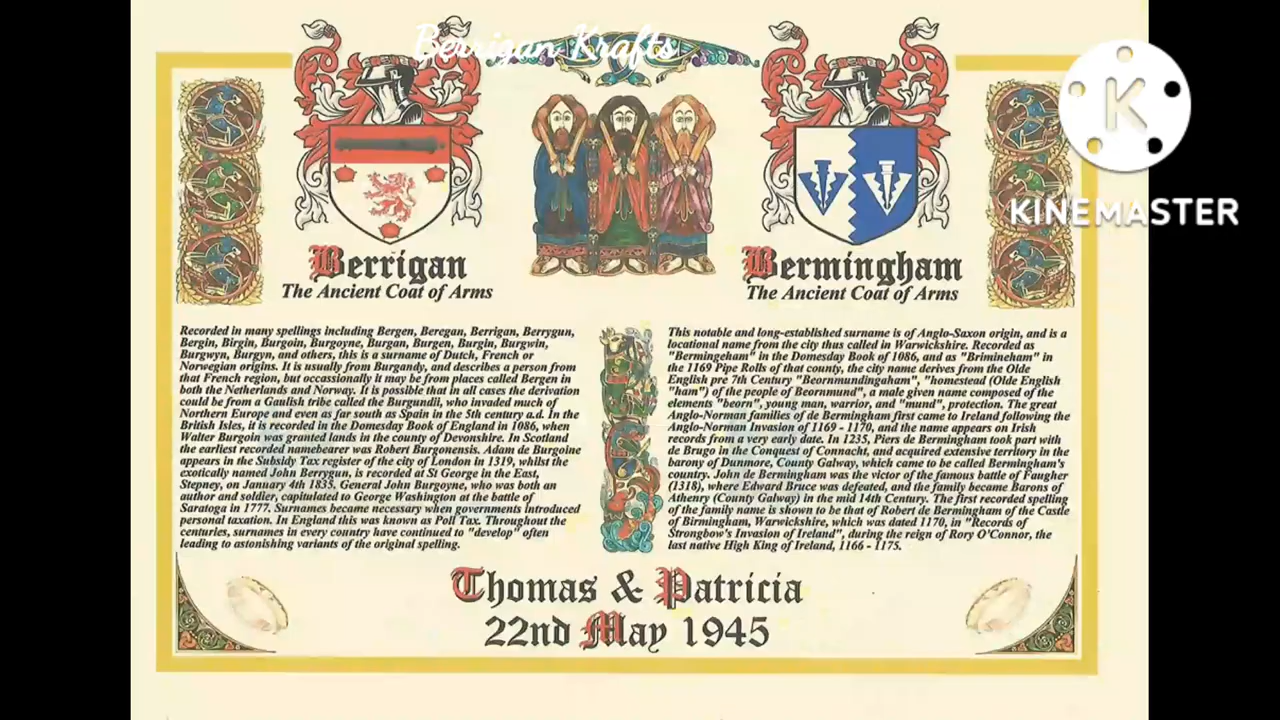 Berrigan Krafts
K
KINEMASTER
Berrigan
The Ancient Coat of Arms
Bermingham
The Ancient Coat of Arms
Recorded in many spellings including Bergen, Beregan, Berrigan, Berrygun,
Bergin, Birgin, Burgoin, Burgoyne, Burgan, Burgen, Burgin, Burgwin,
Burgwyn, Burgyn, and others, this is a surname of Dutch, French or
Norwegian origins. It is usually from Burgandy, and describes a person from
that French region, but occasionally it may be from places called Bergen in
both the Netherlands and Norway. It is possible that in all cases the derivation
could be from a Gaulish tribe called the Burgundii, who invaded much of
Northern Europe and even as far south as Spain in the 5th century a.d. In the
British Isles, it is recorded in the Domesday Book of England in 1086, when
Walter Burgoin was granted lands in the county of Devonshire. In Scotland
the earliest recorded namebearer was Robert Burgonensis. Adam de Burgoine
appears in the Subsidy Tax register of the city of London in 1319, whilst the
exotically named John Berrygun, is recorded at St George in the East,
Stepney, on January 4th 1835. General John Burgoyne, who was both an
author and soldier, capitulated to George Washington at the battle of
Saratoga in 1777. Surnames became necessary when governments introduced
personal taxation. In England this was known as Poll Tax. Throughout the
centuries, surnames in every country have continued to "develop" often
leading to astonishing variants of the original spelling.
This notable and long-established surname is of Anglo-Saxon origin, and is a
locational name from the city thus called in Warwickshire. Recorded as
"Bermingeham" in the Domesday Book of 1086, and as "Brimineham" in
the 1169 Pipe Rolls of that county, the city name derives from the Olde
English pre 7th Century "Beornmundingaham", "homestead (Olde English
"ham") of the people of Beornmund", a male given name composed of the
elements "beorn", young man, warrior, and "mund", protection. The great
Anglo-Norman families of de Bermingham first came to Ireland following the
Anglo-Norman Invasion of 1169 - 1170, and the name appears on Irish
records from a very early date. In 1235, Piers de Bermingham took part with
de Brugo in the Conquest of Connacht, and acquired extensive territory in the
barony of Dunmore, County Galway, which came to be called Bermingham's
country. John de Bermingham was the victor of the famous battle of Faugher
(1318), where Edward Bruce was defeated, and the family became Barons of
Athenry (County Galway) in the mid 14th Century. The first recorded spelling
of the family name is shown to be that of Robert de Bermingham of the Castle
of Birmingham, Warwickshire, which was dated 1170, in "Records of
Strongbow's Invasion of Ireland", during the reign of Rory O'Connor, the
last native High King of Ireland, 1166 - 1175.
Thomas & Patricia
22nd May 1945